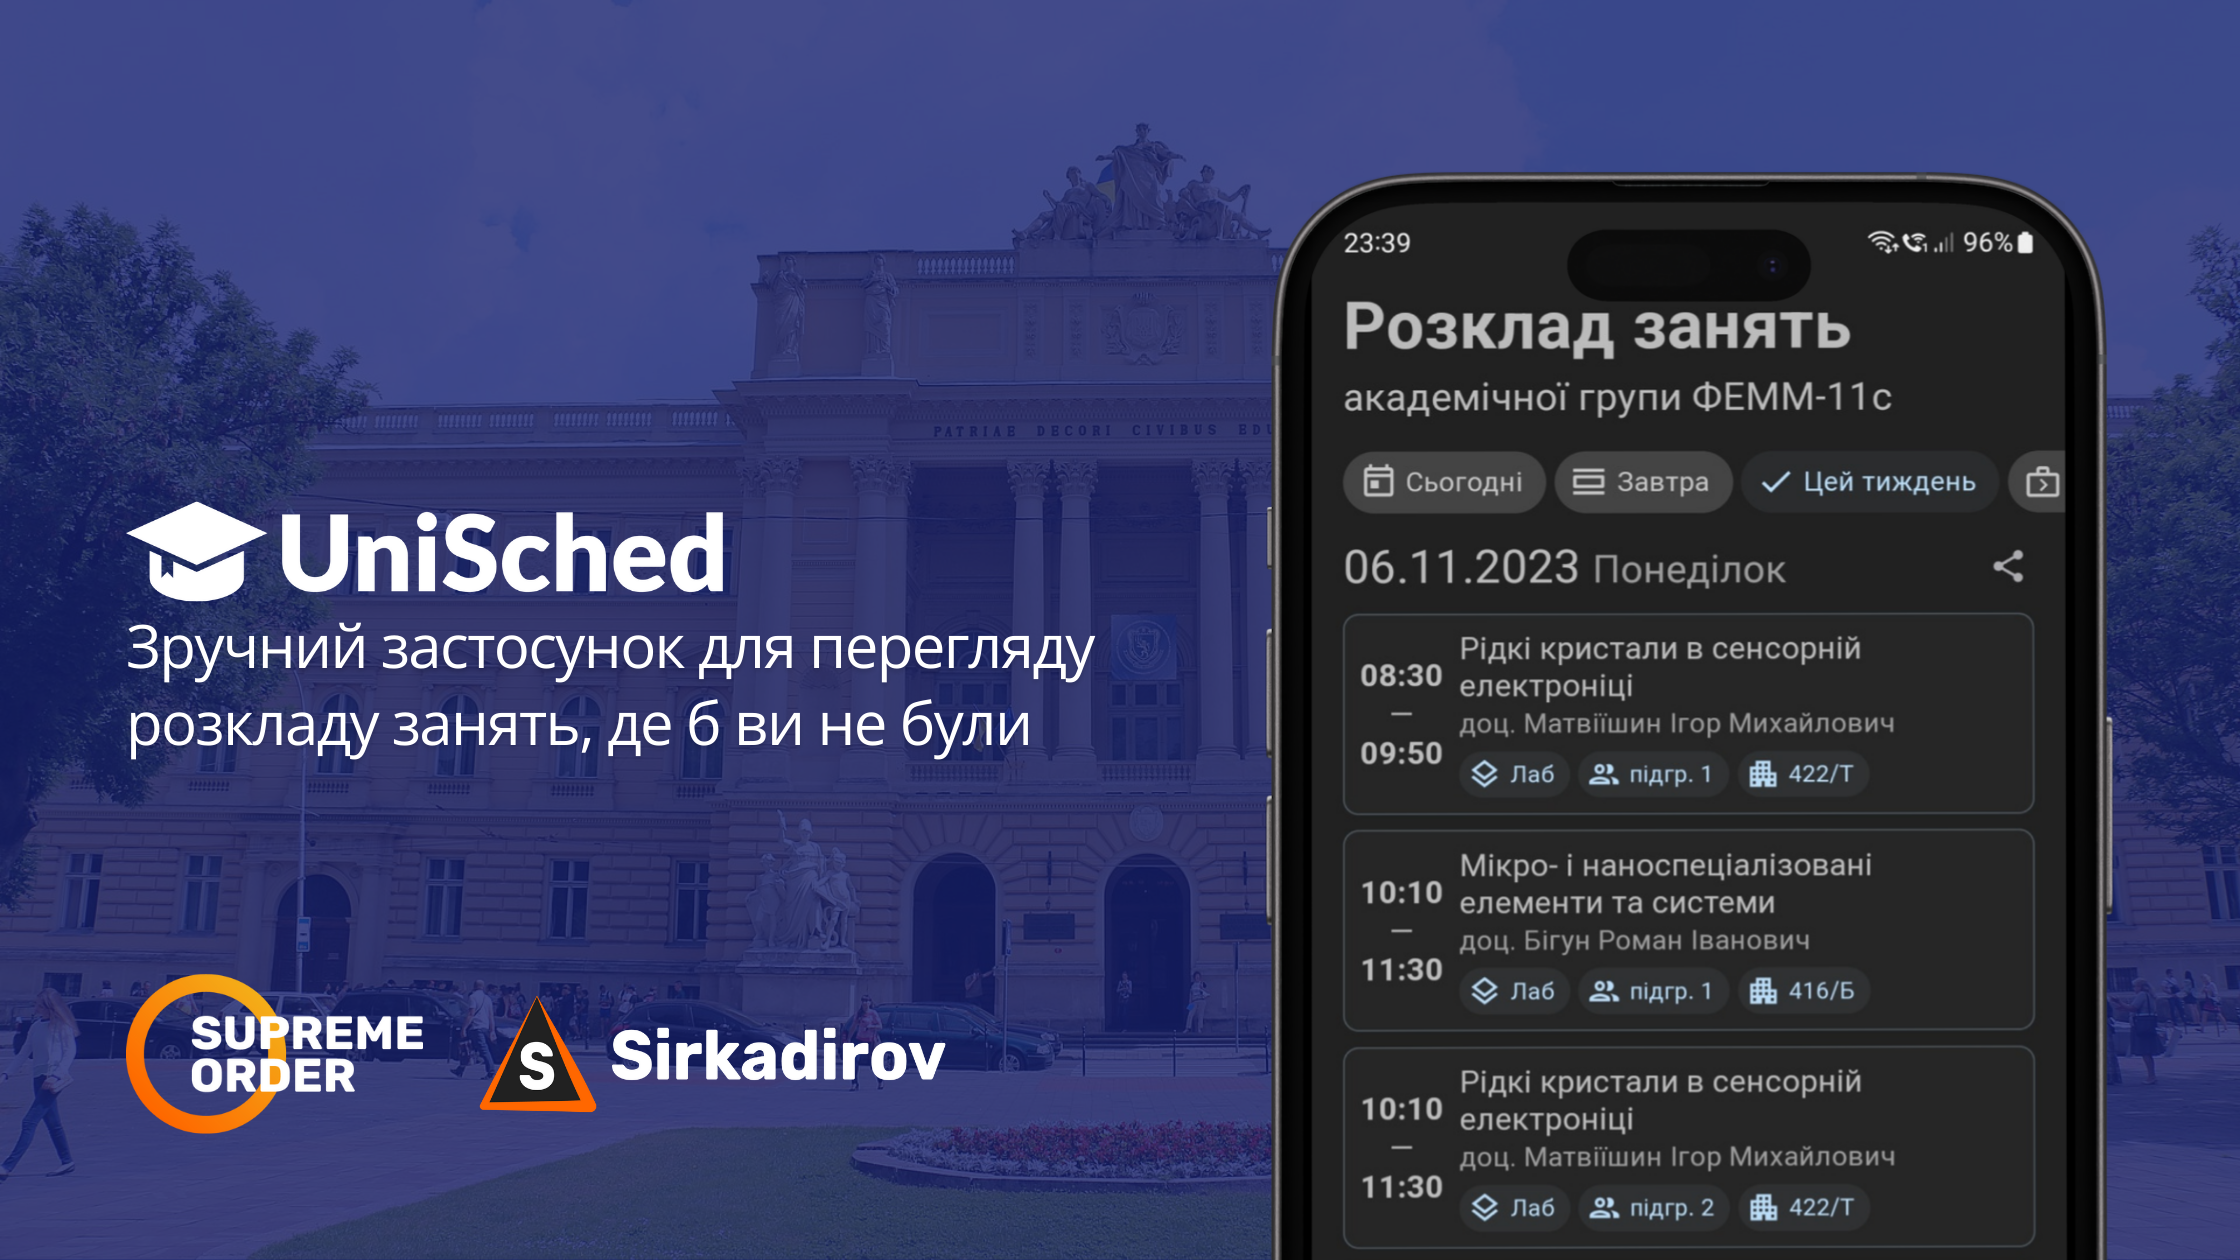 UniSched
Зручний застосунок для перегляду
розкладу занять, де б ви не були
SUPREME
ORDER
S
Sirkadirov
PATRIAE DECORI CIVIBUS
23:39
96%
Розклад занять
академічної групи ФЕММ-11с
Сьогодні
Завтра
Цей тиждень
06.11.2023 Понеділок
08:30
—
09:50
Рідкі кристали в сенсорній
електроніці
доц. Матвіїшин Ігор Михайлович
Лаб
підгр. 1
422/Т
10:10
—
11:30
Мікро- і наноспеціалізовані
елементи та системи
доц. Бігун Роман Іванович
Лаб
підгр. 1
416/Б
10:10
—
11:30
Рідкі кристали в сенсорній
електроніці
доц. Матвіїшин Ігор Михайлович
Лаб
підгр. 2
422/Т